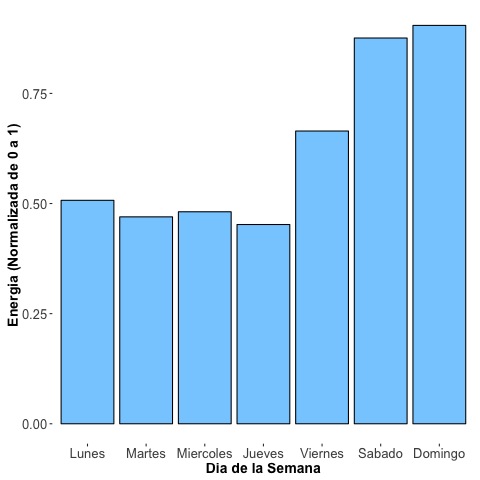 Energia (Normalizada de 0 a 1)
0.75
0.50
0.25
0.00
Lunes Martes Miercoles Jueves Viernes Sabado Domingo
Dia de la Semana